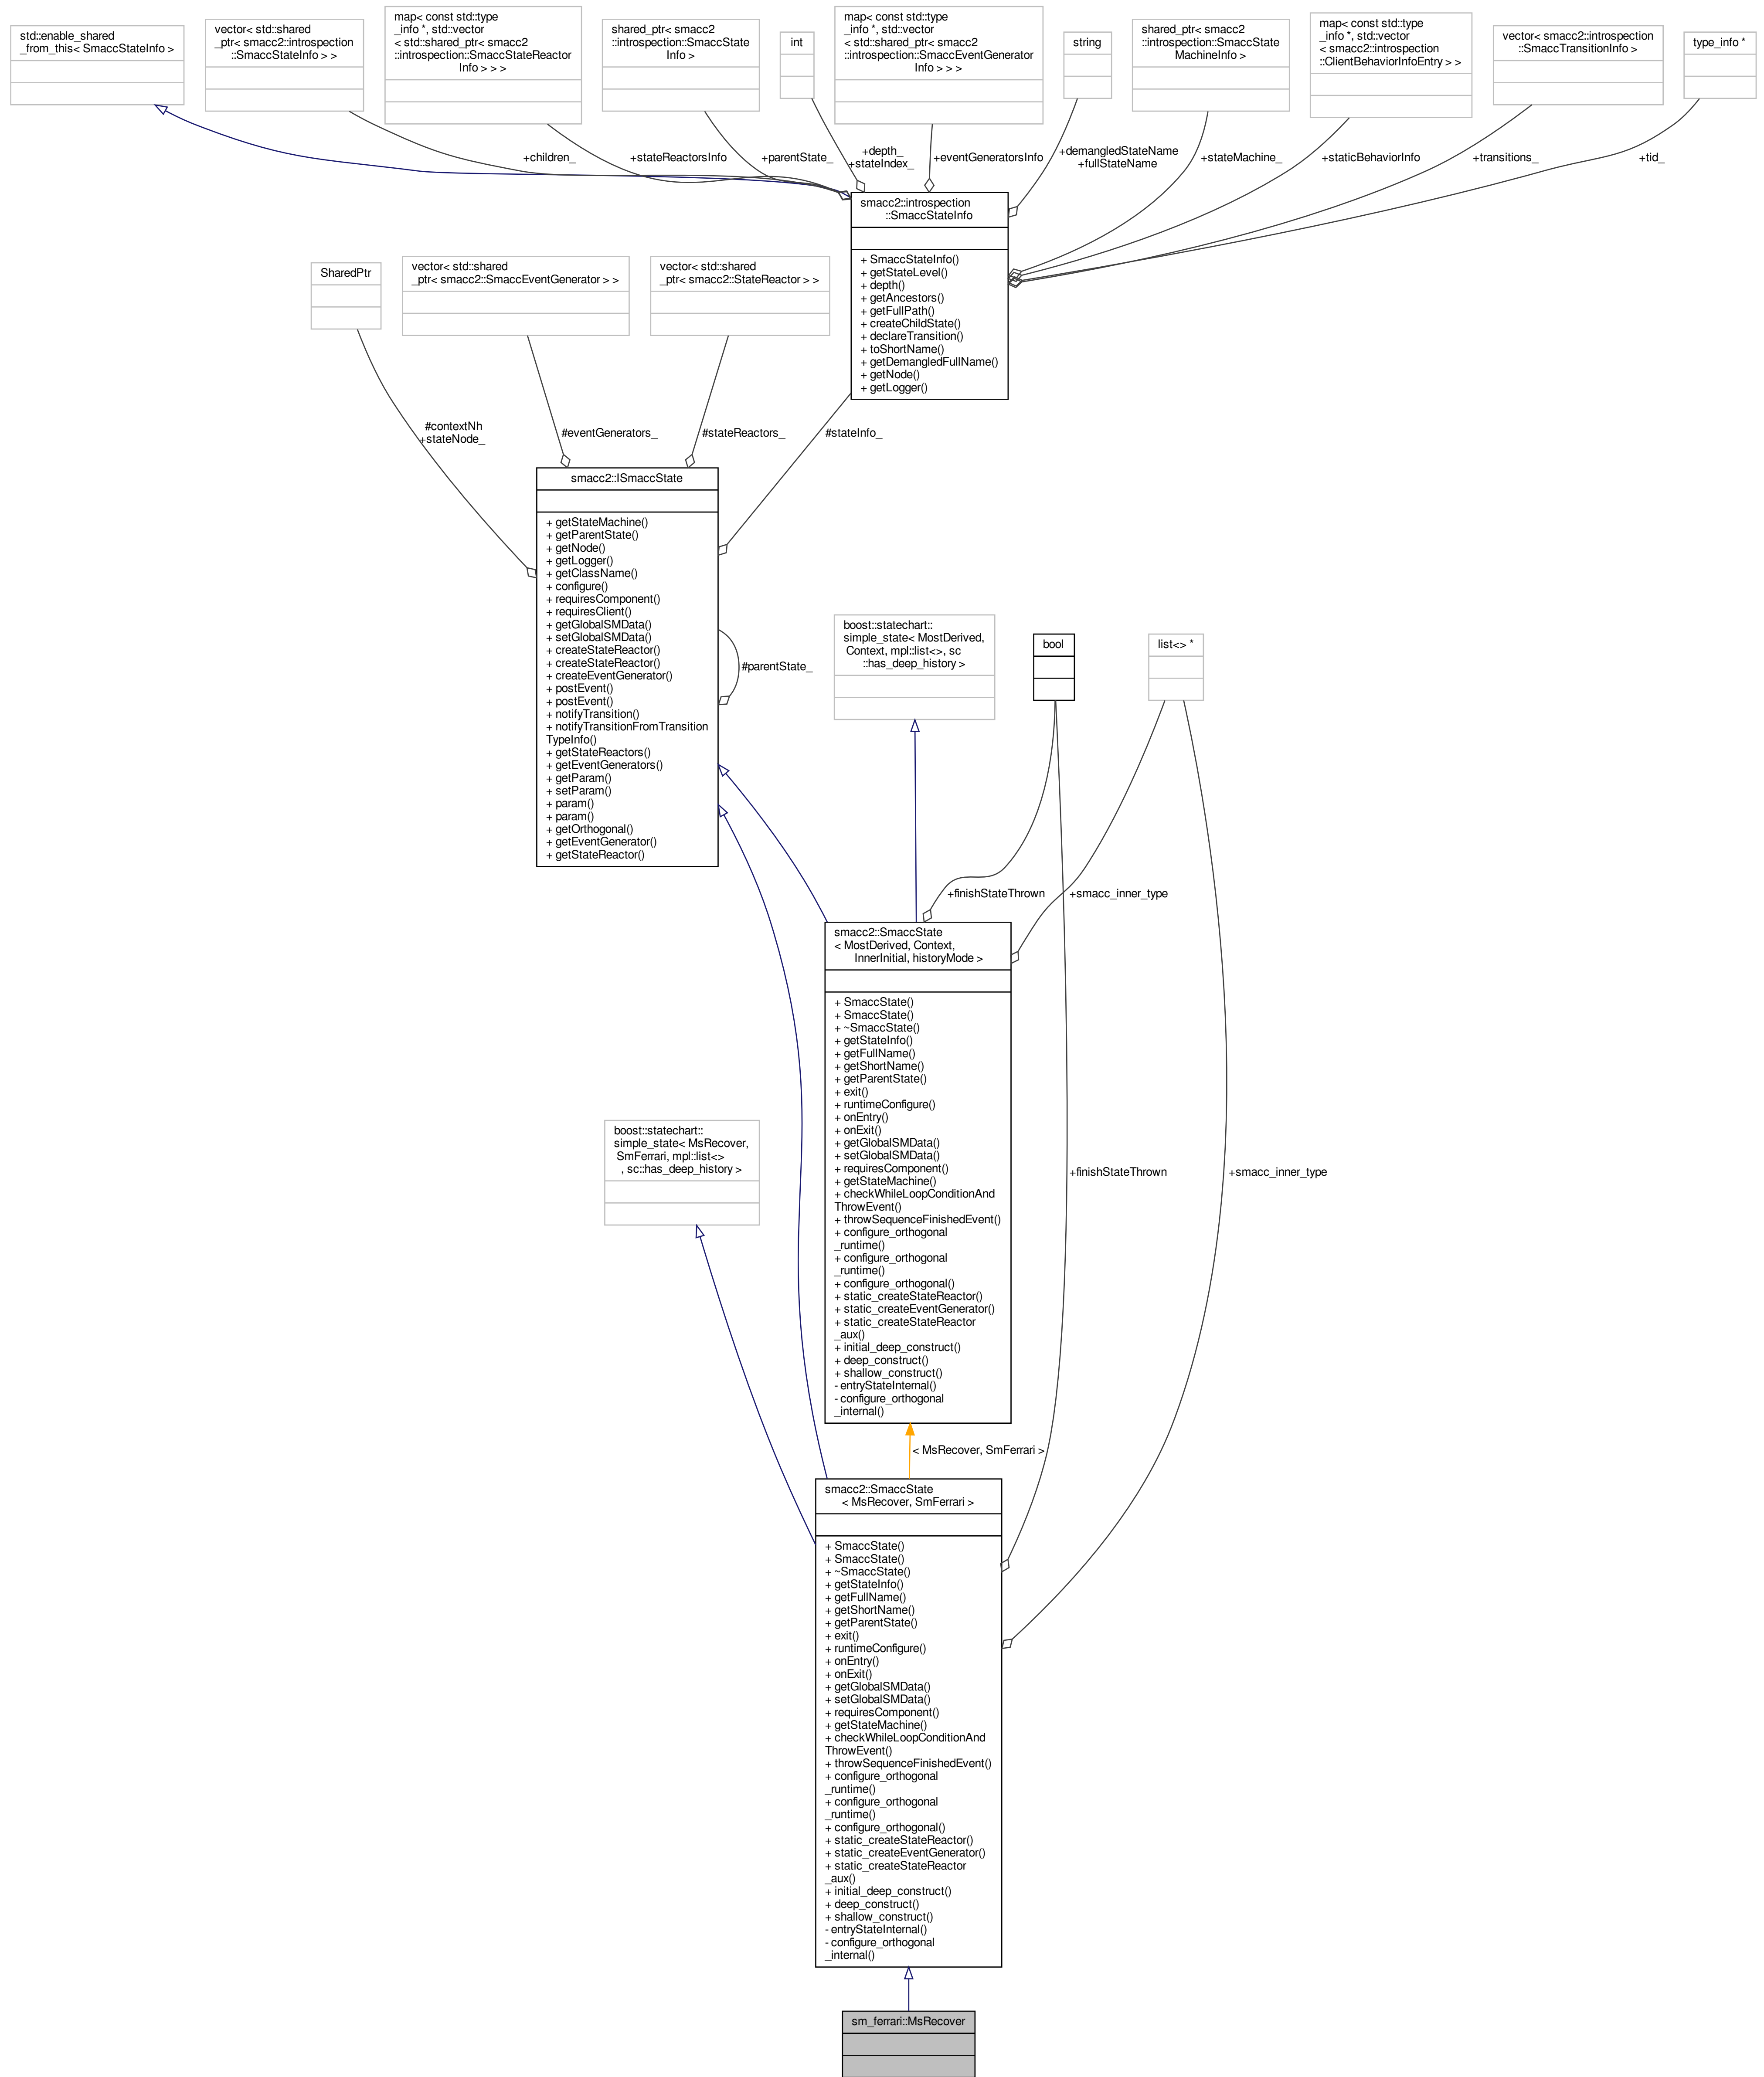 std::enable_shared
_from_this< SmaccStateInfo >
vector< std::shared
_ptr< smacc2::introspection
::SmaccStateInfo > >
map< const std::type
_info *, std::vector
< std::shared_ptr< smacc2
::introspection::SmaccStateReactor
Info > > >
shared_ptr< smacc2
::introspection::SmaccState
Info >
int
map< const std::type
_info *, std::vector
< std::shared_ptr< smacc2
::introspection::SmaccEventGenerator
Info > > >
string
shared_ptr< smacc2
::introspection::SmaccState
MachineInfo >
map< const std::type
_info *, std::vector
< smacc2::introspection
::ClientBehaviorInfoEntry > >
vector< smacc2::introspection
::SmaccTransitionInfo >
type_info *
+children_
+stateReactorsInfo
+parentState_
+depth_
+stateIndex_
+eventGeneratorsInfo
+demangledStateName
+fullStateName
+stateMachine_
+staticBehaviorInfo
+transitions_
+tid_
smacc2::introspection
::SmaccStateInfo
+ SmaccStateInfo()
+ getStateLevel()
+ depth()
+ getAncestors()
+ getFullPath()
+ createChildState()
+ declareTransition()
+ toShortName()
+ getDemangledFullName()
+ getNode()
+ getLogger()
SharedPtr
vector< std::shared
_ptr< smacc2::SmaccEventGenerator > >
vector< std::shared
_ptr< smacc2::StateReactor > >
#contextNh
+stateNode_
#eventGenerators_
#stateReactors_
#stateInfo_
smacc2::ISmaccState
+ getStateMachine()
+ getParentState()
+ getNode()
+ getLogger()
+ getClassName()
+ configure()
+ requiresComponent()
+ requiresClient()
+ getGlobalSMData()
+ setGlobalSMData()
+ createStateReactor()
+ createStateReactor()
+ createEventGenerator()
+ postEvent()
+ postEvent()
+ notifyTransition()
+ notifyTransitionFromTransition
TypeInfo()
+ getStateReactors()
+ getEventGenerators()
+ getParam()
+ setParam()
+ param()
+ param()
+ getOrthogonal()
+ getEventGenerator()
+ getStateReactor()
#parentState_
boost::statechart::
simple_state< MostDerived,
Context, mpl::list<>, sc
::has_deep_history >
bool
list<> *
+finishStateThrown
+smacc_inner_type
smacc2::SmaccState
< MostDerived, Context,
InnerInitial, historyMode >
+ SmaccState()
+ SmaccState()
+ ~SmaccState()
+ getStateInfo()
+ getFullName()
+ getShortName()
+ getParentState()
+ exit()
+ runtimeConfigure()
+ onEntry()
+ onExit()
+ getGlobalSMData()
+ setGlobalSMData()
+ requiresComponent()
+ getStateMachine()
+ checkWhileLoopConditionAnd
ThrowEvent()
+ throwSequenceFinishedEvent()
+ configure_orthogonal
_runtime()
+ configure_orthogonal
_runtime()
+ configure_orthogonal()
+ static_createStateReactor()
+ static_createEventGenerator()
+ static_createStateReactor
_aux()
+ initial_deep_construct()
+ deep_construct()
+ shallow_construct()
- entryStateInternal()
- configure_orthogonal
_internal()
boost::statechart::
simple_state< MsRecover,
SmFerrari, mpl::list<>
, sc::has_deep_history >
+finishStateThrown
+smacc_inner_type
< MsRecover, SmFerrari >
smacc2::SmaccState
< MsRecover, SmFerrari >
+ SmaccState()
+ SmaccState()
+ ~SmaccState()
+ getStateInfo()
+ getFullName()
+ getShortName()
+ getParentState()
+ exit()
+ runtimeConfigure()
+ onEntry()
+ onExit()
+ getGlobalSMData()
+ setGlobalSMData()
+ requiresComponent()
+ getStateMachine()
+ checkWhileLoopConditionAnd
ThrowEvent()
+ throwSequenceFinishedEvent()
+ configure_orthogonal
_runtime()
+ configure_orthogonal
_runtime()
+ configure_orthogonal()
+ static_createStateReactor()
+ static_createEventGenerator()
+ static_createStateReactor
_aux()
+ initial_deep_construct()
+ deep_construct()
+ shallow_construct()
- entryStateInternal()
- configure_orthogonal
_internal()
sm_ferrari::MsRecover